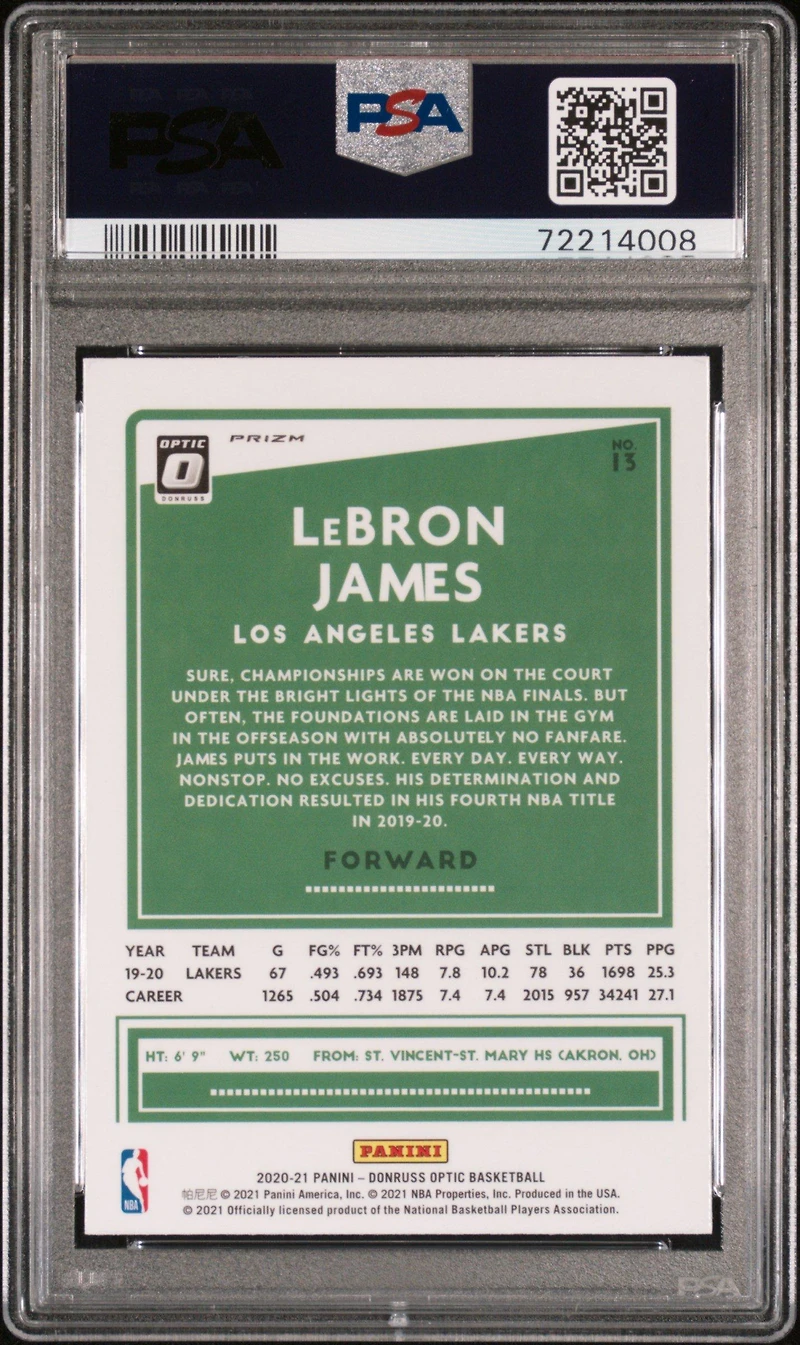 PSA
PSA
72214008
OPTIC
O
DONRUSS
PRIZM
NO.
13
LeBRON
JAMES
LOS ANGELES LAKERS
SURE, CHAMPIONSHIPS ARE WON ON THE COURT
UNDER THE BRIGHT LIGHTS OF THE NBA FINALS. BUT
OFTEN, THE FOUNDATIONS ARE LAID IN THE GYM
IN THE OFFSEASON WITH ABSOLUTELY NO FANFARE.
JAMES PUTS IN THE WORK. EVERY DAY. EVERY WAY.
NONSTOP. NO EXCUSES. HIS DETERMINATION AND
DEDICATION RESULTED IN HIS FOURTH NBA TITLE
IN 2019-20.
FORWARD
YEAR TEAM G FG% FT% 3PM RPG APG STL BLK PTS PPG
19-20 LAKERS 67 .493 .693 148 7.8 10.2 78 36 1698 25.3
CAREER 1265 .504 .734 1875 7.4 7.4 2015 957 34241 27.1
HT: 6' 9" WT: 250 FROM: ST. VINCENT-ST. MARY HS (AKRON, OH)
PANINI
NBA
2020-21 PANINI – DONRUSS OPTIC BASKETBALL
帕尼尼 © 2021 Panini America, Inc. © 2021 NBA Properties, Inc. Produced in the USA.
© 2021 Officially licensed product of the National Basketball Players Association.
PSA